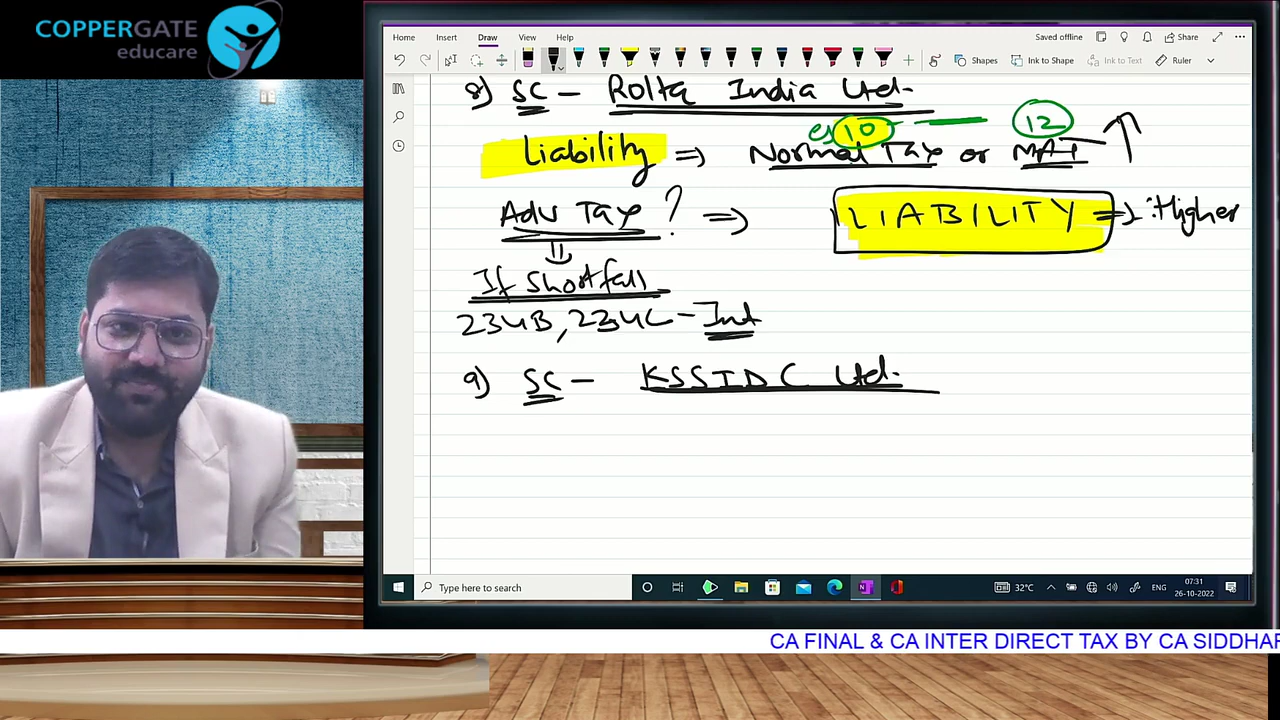 COPPERGATE
educare
Home Insert Draw View Help
Saved offline
Share
Shapes
Ink to Shape
Ink to Text
Ruler
8) SC - Rolta India Ltd.
eg 10
12
Liability ⇒ Normal Tax or MAT ↑
Adv Tax ? ⇒ LIABILITY ⇒ : Higher
If Shortfall
234B, 234C - Int
9) SC - KSSIDC Ltd.
Type here to search
32°C
ENG
07:31
26-10-2022
CA FINAL & CA INTER DIRECT TAX BY CA SIDDHAR